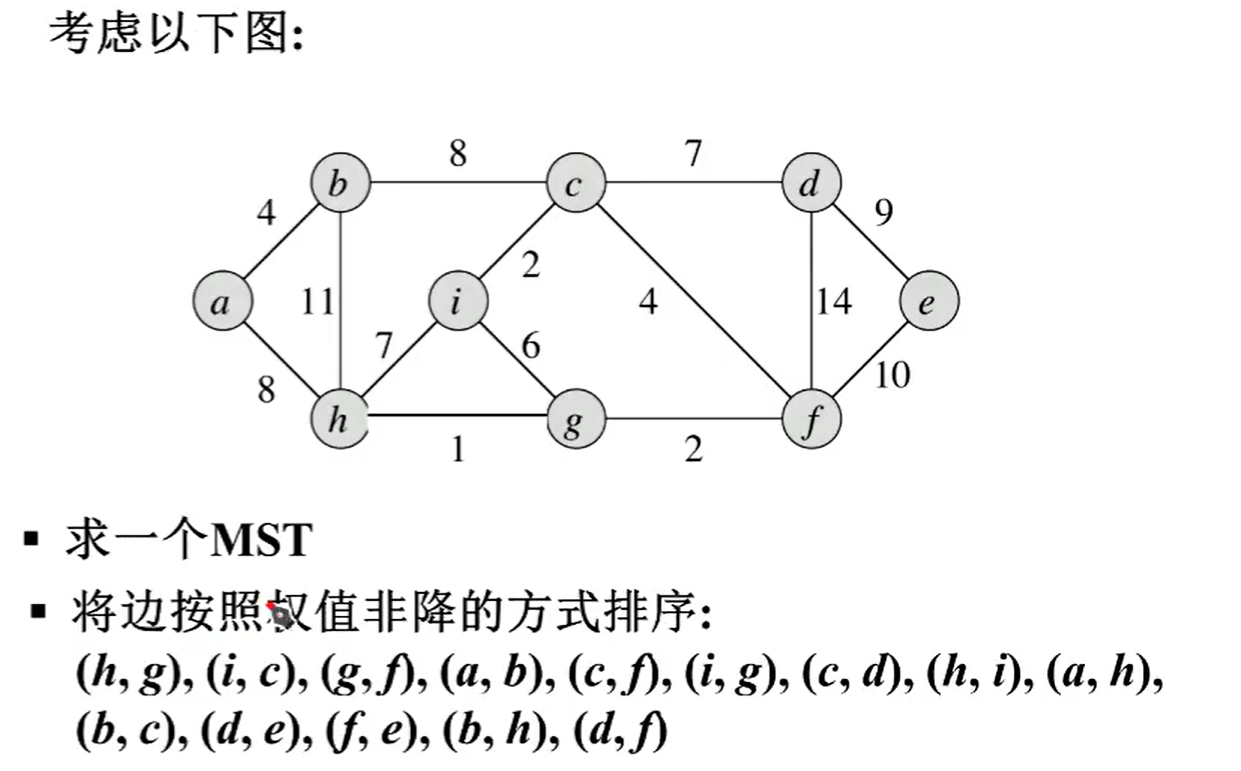 考虑以下图:
8
7
b
c
d
4
9
2
a
11
i
4
14
e
7
6
8
10
h
g
f
1
2
▪ 求一个MST
▪ 将边按照权值非降的方式排序:
(h, g), (i, c), (g, f), (a, b), (c, f), (i, g), (c, d), (h, i), (a, h),
(b, c), (d, e), (f, e), (b, h), (d, f)